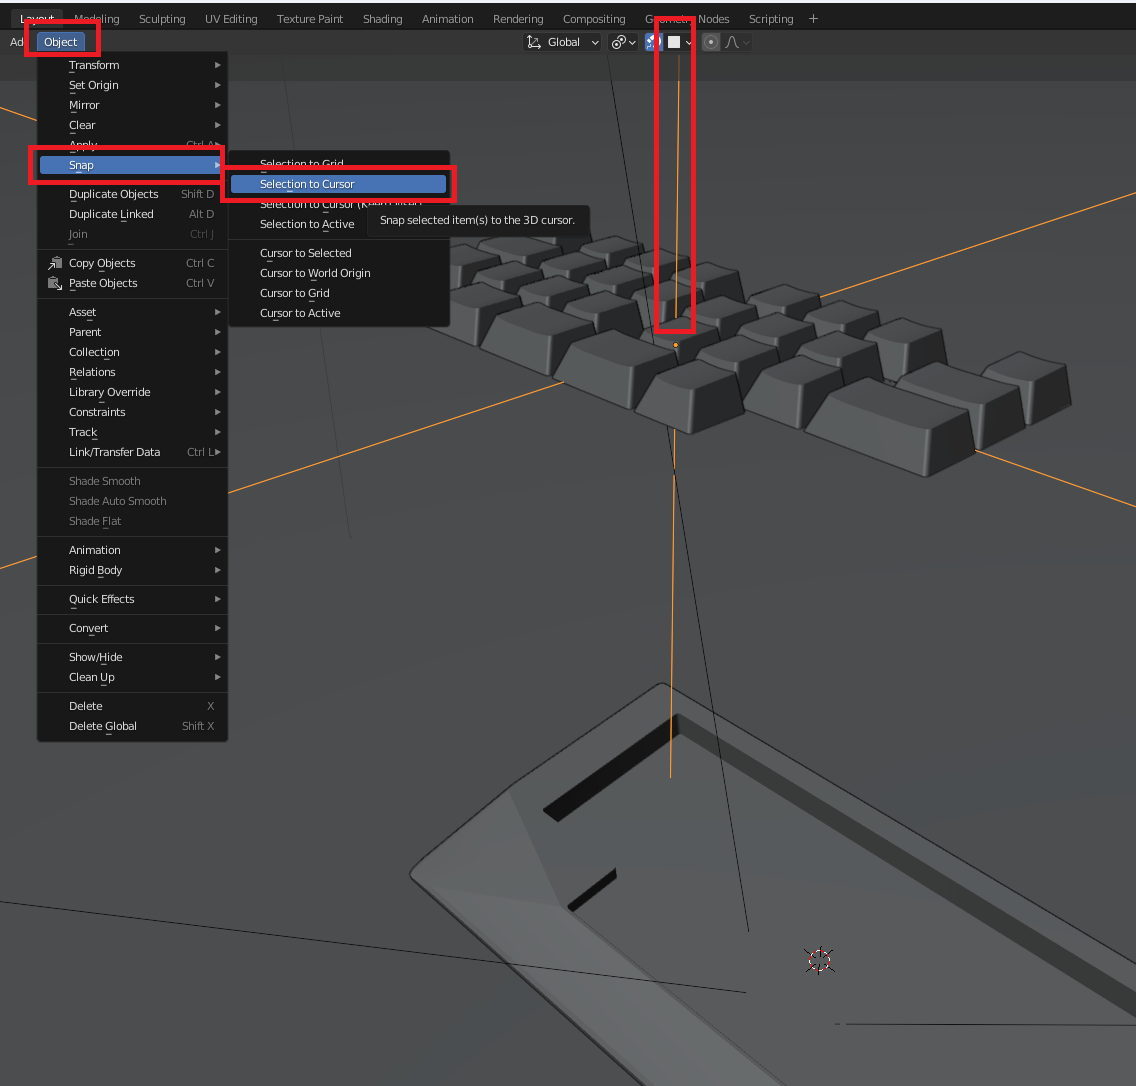 Layout Modeling Sculpting UV Editing Texture Paint Shading Animation Rendering Compositing Geometry Nodes Scripting +
Object Global
Transform
Set Origin
Mirror
Clear
Apply Ctrl A
Snap
Selection to Grid
Selection to Cursor
Selection to Cursor (Keep Offset)
Selection to Active
Snap selected item(s) to the 3D cursor.
Cursor to Selected
Cursor to World Origin
Cursor to Grid
Cursor to Active
Duplicate Objects Shift D
Duplicate Linked Alt D
Join Ctrl J
Copy Objects Ctrl C
Paste Objects Ctrl V
Asset
Parent
Collection
Relations
Library Override
Constraints
Track
Link/Transfer Data Ctrl L
Shade Smooth
Shade Auto Smooth
Shade Flat
Animation
Rigid Body
Quick Effects
Convert
Show/Hide
Clean Up
Delete X
Delete Global Shift X